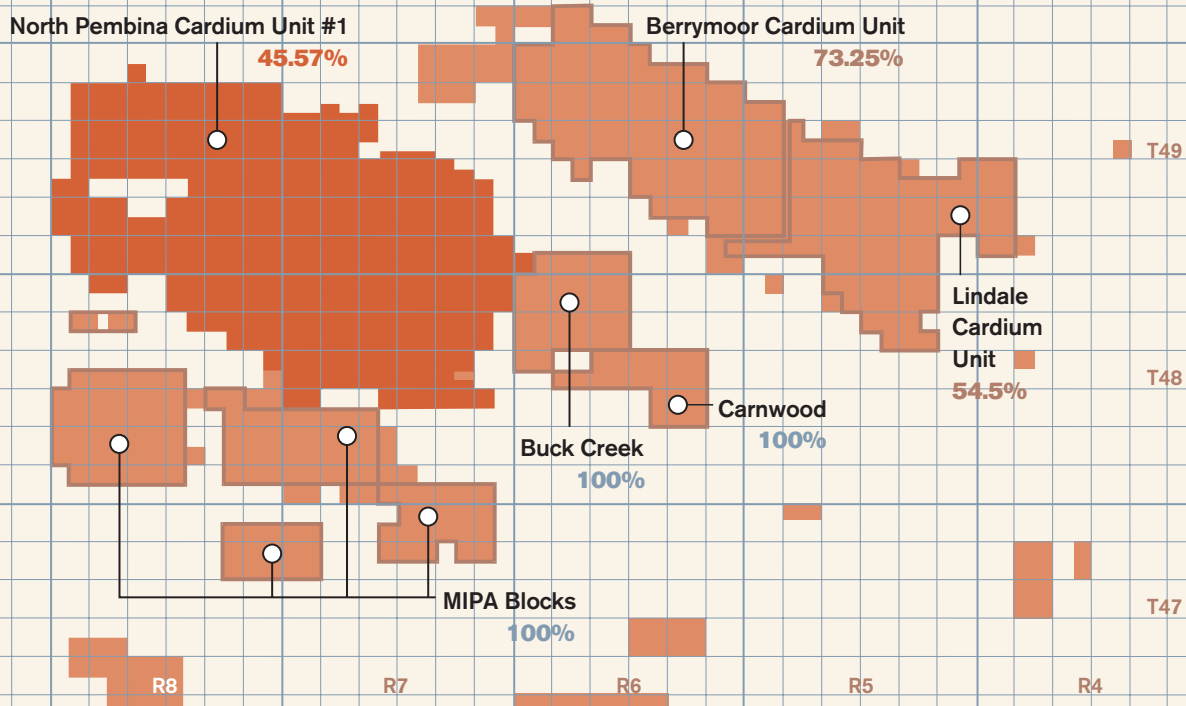 North Pembina Cardium Unit #1
45.57%
Berrymoor Cardium Unit
73.25%
T49
Lindale
Cardium
Unit
54.5%
T48
Carnwood
100%
Buck Creek
100%
MIPA Blocks
100%
T47
R8
R7
R6
R5
R4